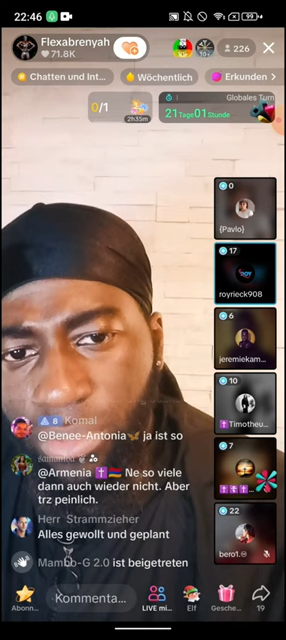 22:46
99
Flexabrenyah
71.8K
10+
226
Chatten und Int...
Wöchentlich
Erkunden >
0/1
2h35m
Globales Turn
21 Tage 01 Stunde
0
{Pavlo}
17
ROY
royrieck908
6
jeremiekam...
10
✝️Timotheu...
7
22
bero1.♾
8 Komal
@Benee-Antonia🦋 ja ist so
@Armenia ✝️🇦🇲 Ne so viele
dann auch wieder nicht. Aber
trz peinlich.
Herr Strammzieher
Alles gewollt und geplant
Mambo-G 2.0 ist beigetreten
Abonn...
Kommenta...
LIVE mi...
Elf
Gesche...
19